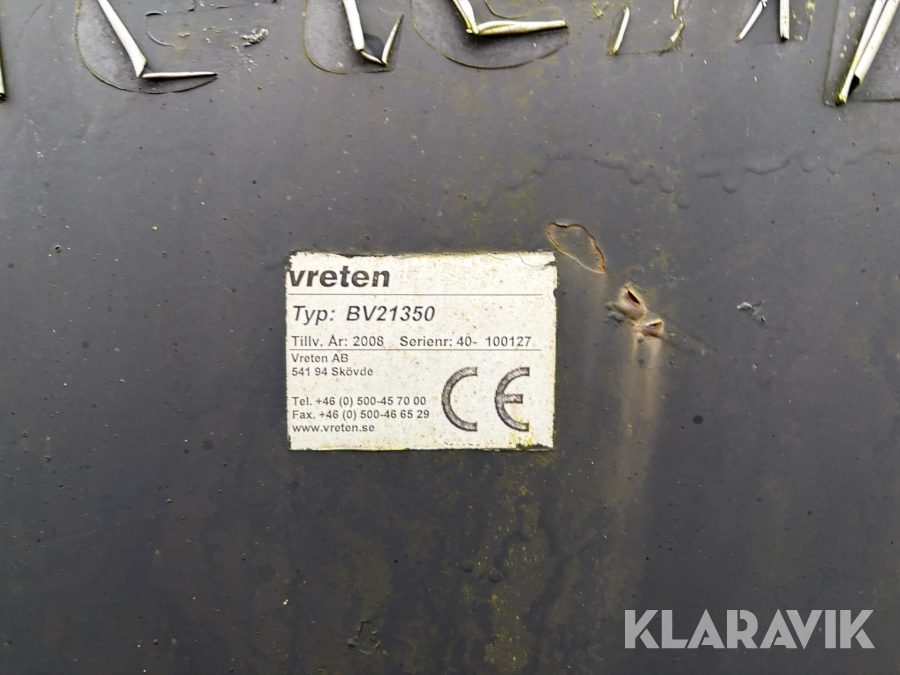 vreten
Typ: BV21350
Tillv. År: 2008 Serienr: 40- 100127
Vreten AB
541 94 Skövde
Tel. +46 (0) 500-45 70 00
Fax. +46 (0) 500-46 65 29
www.vreten.se
CE
KLARAVIK